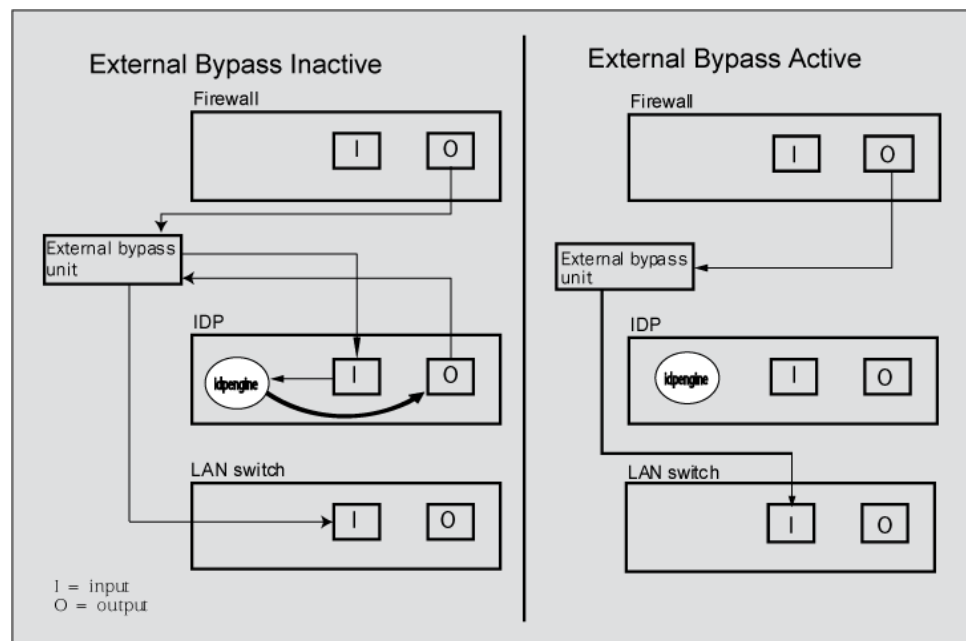 External Bypass Inactive
Firewall
I
O
External bypass
unit
IDP
idpengine
I
O
LAN switch
I
O
I = input
O = output
External Bypass Active
Firewall
I
O
External bypass
unit
IDP
idpengine
I
O
LAN switch
I
O